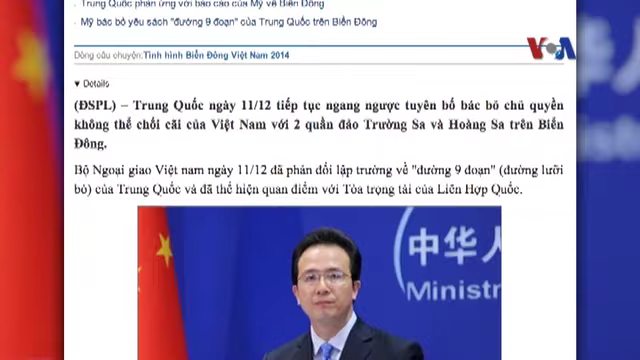 Trung Quốc phản ứng với báo cáo của Mỹ về Biển Đông
Mỹ bác bỏ yêu sách "đường 9 đoạn" của Trung Quốc trên Biển Đông
VOA
Dòng câu chuyện: Tình hình Biển Đông Việt Nam 2014
▼ Details
(ĐSPL) – Trung Quốc ngày 11/12 tiếp tục ngang ngược tuyên bố bác bỏ chủ quyền
không thể chối cãi của Việt Nam với 2 quần đảo Trường Sa và Hoàng Sa trên Biển
Đông.
Bộ Ngoại giao Việt nam ngày 11/12 đã phản đối lập trường về "đường 9 đoạn" (đường lưỡi
bò) của Trung Quốc và đã thể hiện quan điểm với Tòa trọng tài của Liên Hợp Quốc.
中华人
Ministr